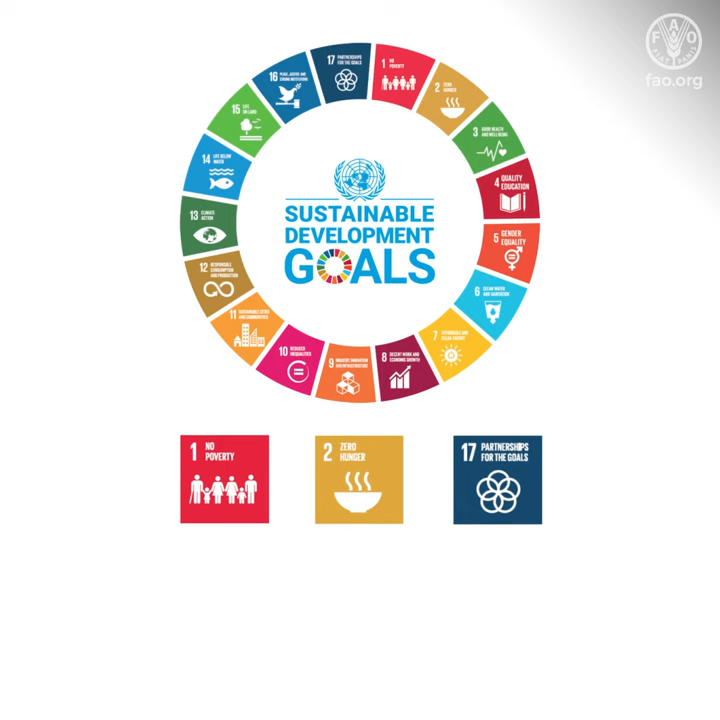 F A O
FIAT PANIS
fao.org
17 PARTNERSHIPS
FOR THE GOALS
1 NO
POVERTY
2 ZERO
HUNGER
3 GOOD HEALTH
AND WELL-BEING
4 QUALITY
EDUCATION
5 GENDER
EQUALITY
6 CLEAN WATER
AND SANITATION
7 AFFORDABLE AND
CLEAN ENERGY
8 DECENT WORK AND
ECONOMIC GROWTH
9 INDUSTRY, INNOVATION
AND INFRASTRUCTURE
10 REDUCED
INEQUALITIES
11 SUSTAINABLE CITIES
AND COMMUNITIES
12 RESPONSIBLE
CONSUMPTION
AND PRODUCTION
13 CLIMATE
ACTION
14 LIFE BELOW
WATER
15 LIFE
ON LAND
16 PEACE, JUSTICE AND
STRONG INSTITUTIONS
SUSTAINABLE
DEVELOPMENT
GOALS
1 NO
POVERTY
2 ZERO
HUNGER
17 PARTNERSHIPS
FOR THE GOALS